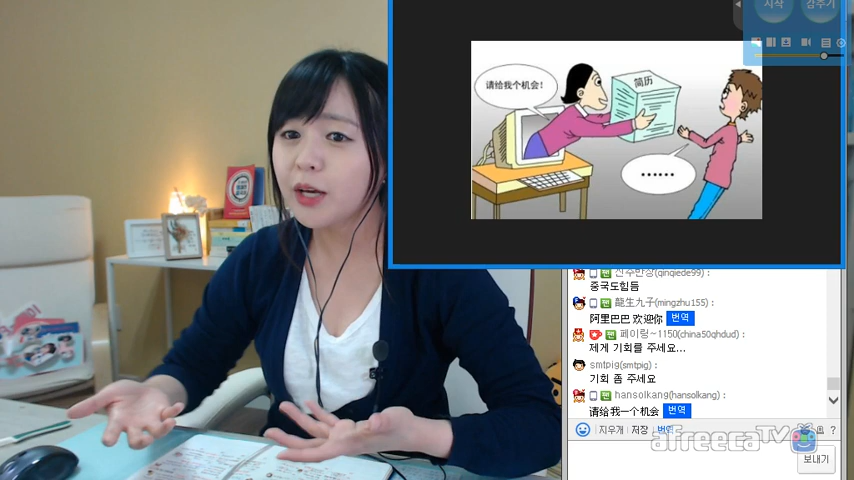 시작
감추기
请给我个机会!
简历
……
(qinqiede99) :
중국도힘듬
龍生九子(mingzhu155) :
阿里巴巴 欢迎你 번역
페이링~1150(china50qhdud) :
제게 기회를 주세요...
smtpig(smtpig) :
기회 좀 주세요
hansolkang(hansolkang) :
请给我一个机会 번역
지우개 저장 번역
afreecaTV
보내기